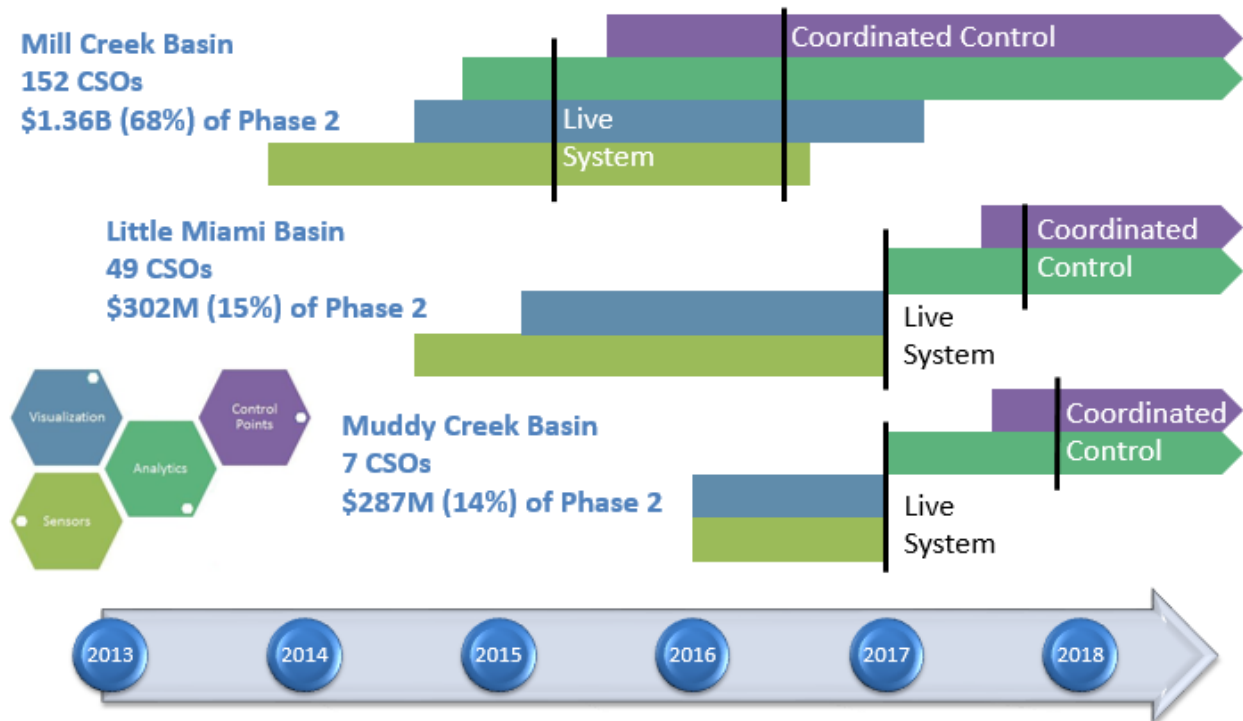 Mill Creek Basin
152 CSOs
$1.36B (68%) of Phase 2
Coordinated Control
Live
System
Little Miami Basin
49 CSOs
$302M (15%) of Phase 2
Coordinated
Control
Live
System
Visualization
Control
Points
Analytics
Sensors
Muddy Creek Basin
7 CSOs
$287M (14%) of Phase 2
Coordinated
Control
Live
System
2013
2014
2015
2016
2017
2018